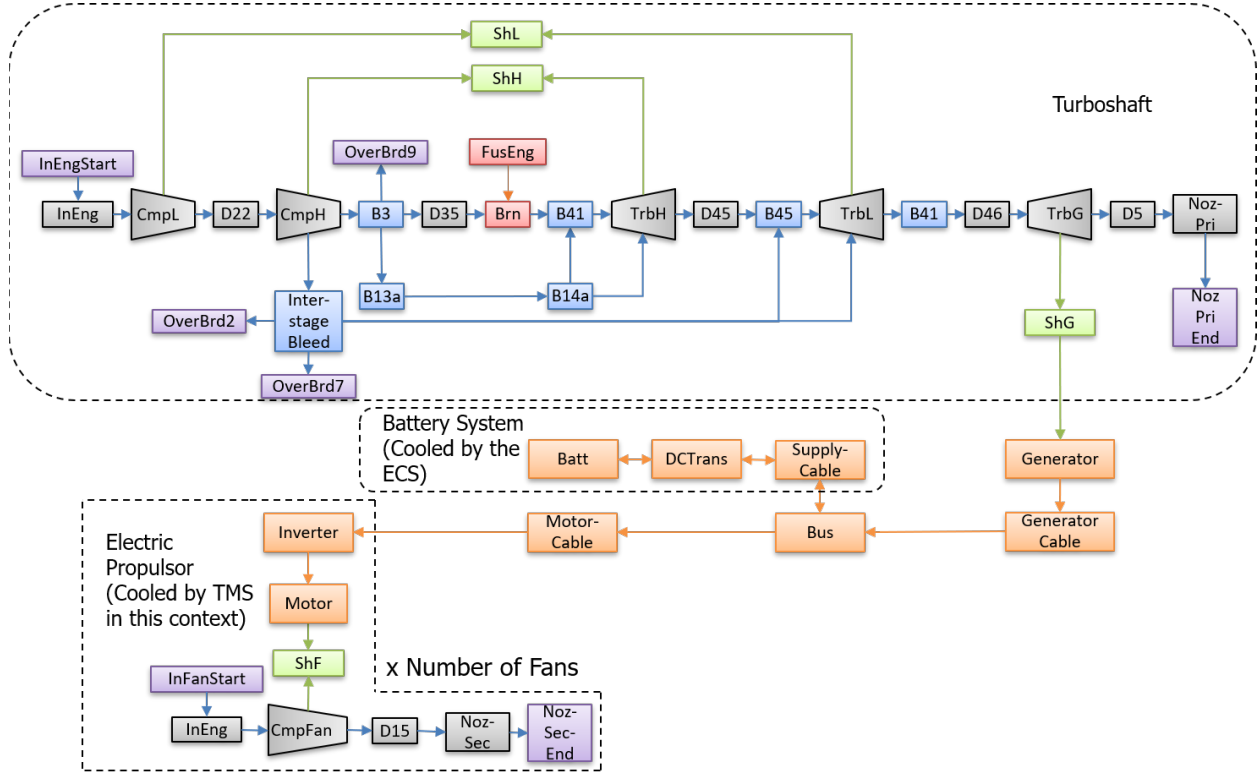 ShL
ShH
Turboshaft
OverBrd9
FusEng
InEngStart
InEng
CmpL
D22
CmpH
B3
D35
Brn
B41
TrbH
D45
B45
TrbL
B41
D46
TrbG
D5
Noz-
Pri
B13a
B14a
Inter-
stage
Bleed
OverBrd2
OverBrd7
ShG
Noz
Pri
End
Battery System
(Cooled by the
ECS)
Batt
DCTrans
Supply-
Cable
Generator
Electric
Propulsor
(Cooled by TMS
in this context)
Inverter
Motor-
Cable
Bus
Generator
Cable
Motor
ShF
x Number of Fans
InFanStart
InEng
CmpFan
D15
Noz-
Sec
Noz-
Sec-
End